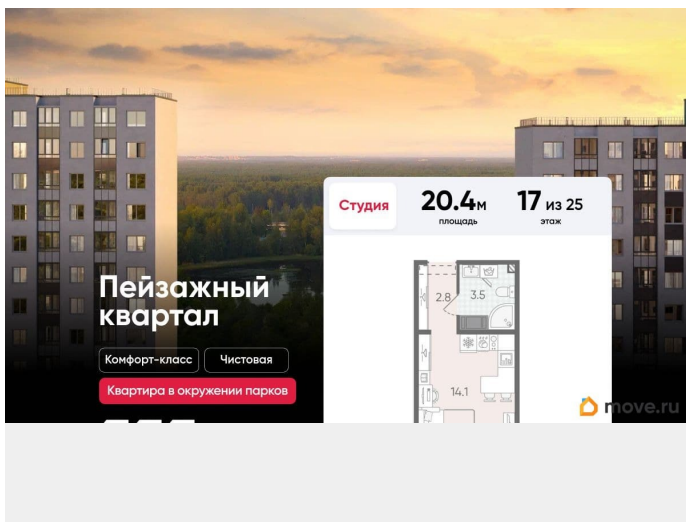 Студия
20.4м
площадь
17 из 25
этаж
2.8
3.5
Пейзажный
квартал
Комфорт-класс
Чистовая
Квартира в окружении парков
14.1
move.ru